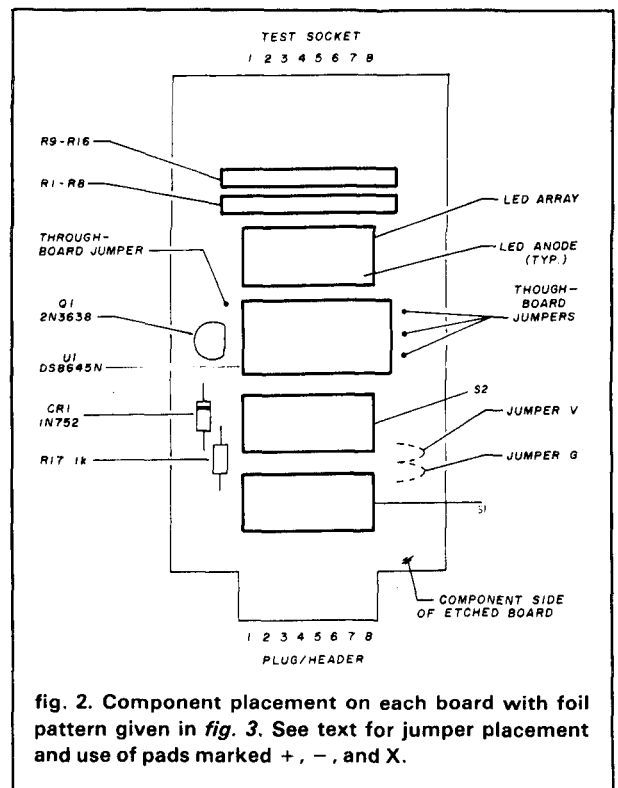 TEST SOCKET
1 2 3 4 5 6 7 8
R9-R16
R1-R8
LED ARRAY
THROUGH-
BOARD JUMPER
LED ANODE
(TYP.)
Q1
2N3638
THOUGH-
BOARD
JUMPERS
U1
DS8645N
S2
CR1
1N752
JUMPER V
R17 1k
JUMPER G
S1
COMPONENT SIDE
OF ETCHED BOARD
1 2 3 4 5 6 7 8
PLUG/HEADER
fig. 2. Component placement on each board with foil
pattern given in fig. 3. See text for jumper placement
and use of pads marked +, −, and X.